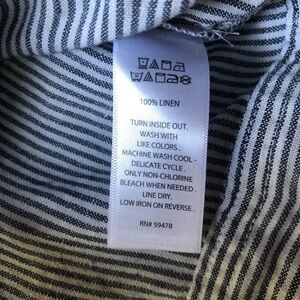 100% LINEN
TURN INSIDE OUT.
WASH WITH
LIKE COLORS.
MACHINE WASH COOL -
DELICATE CYCLE.
ONLY NON-CHLORINE
BLEACH WHEN NEEDED.
LINE DRY.
LOW IRON ON REVERSE.
RN# 59478